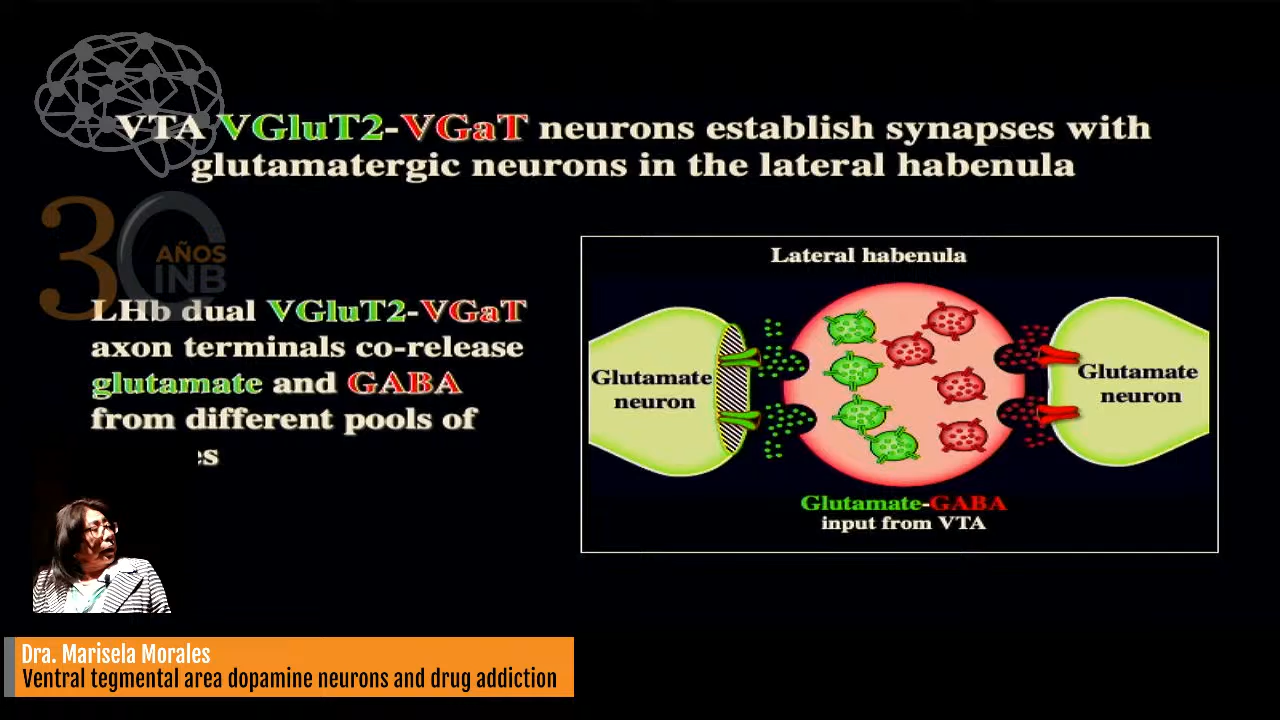 VTA VGluT2-VGaT neurons establish synapses with
glutamatergic neurons in the lateral habenula
30
AÑOS
INB
LHb dual VGluT2-VGaT
axon terminals co-release
glutamate and GABA
from different pools of
Lateral habenula
Glutamate
neuron
Glutamate
neuron
Glutamate-GABA
input from VTA
Dra. Marisela Morales
Ventral tegmental area dopamine neurons and drug addiction